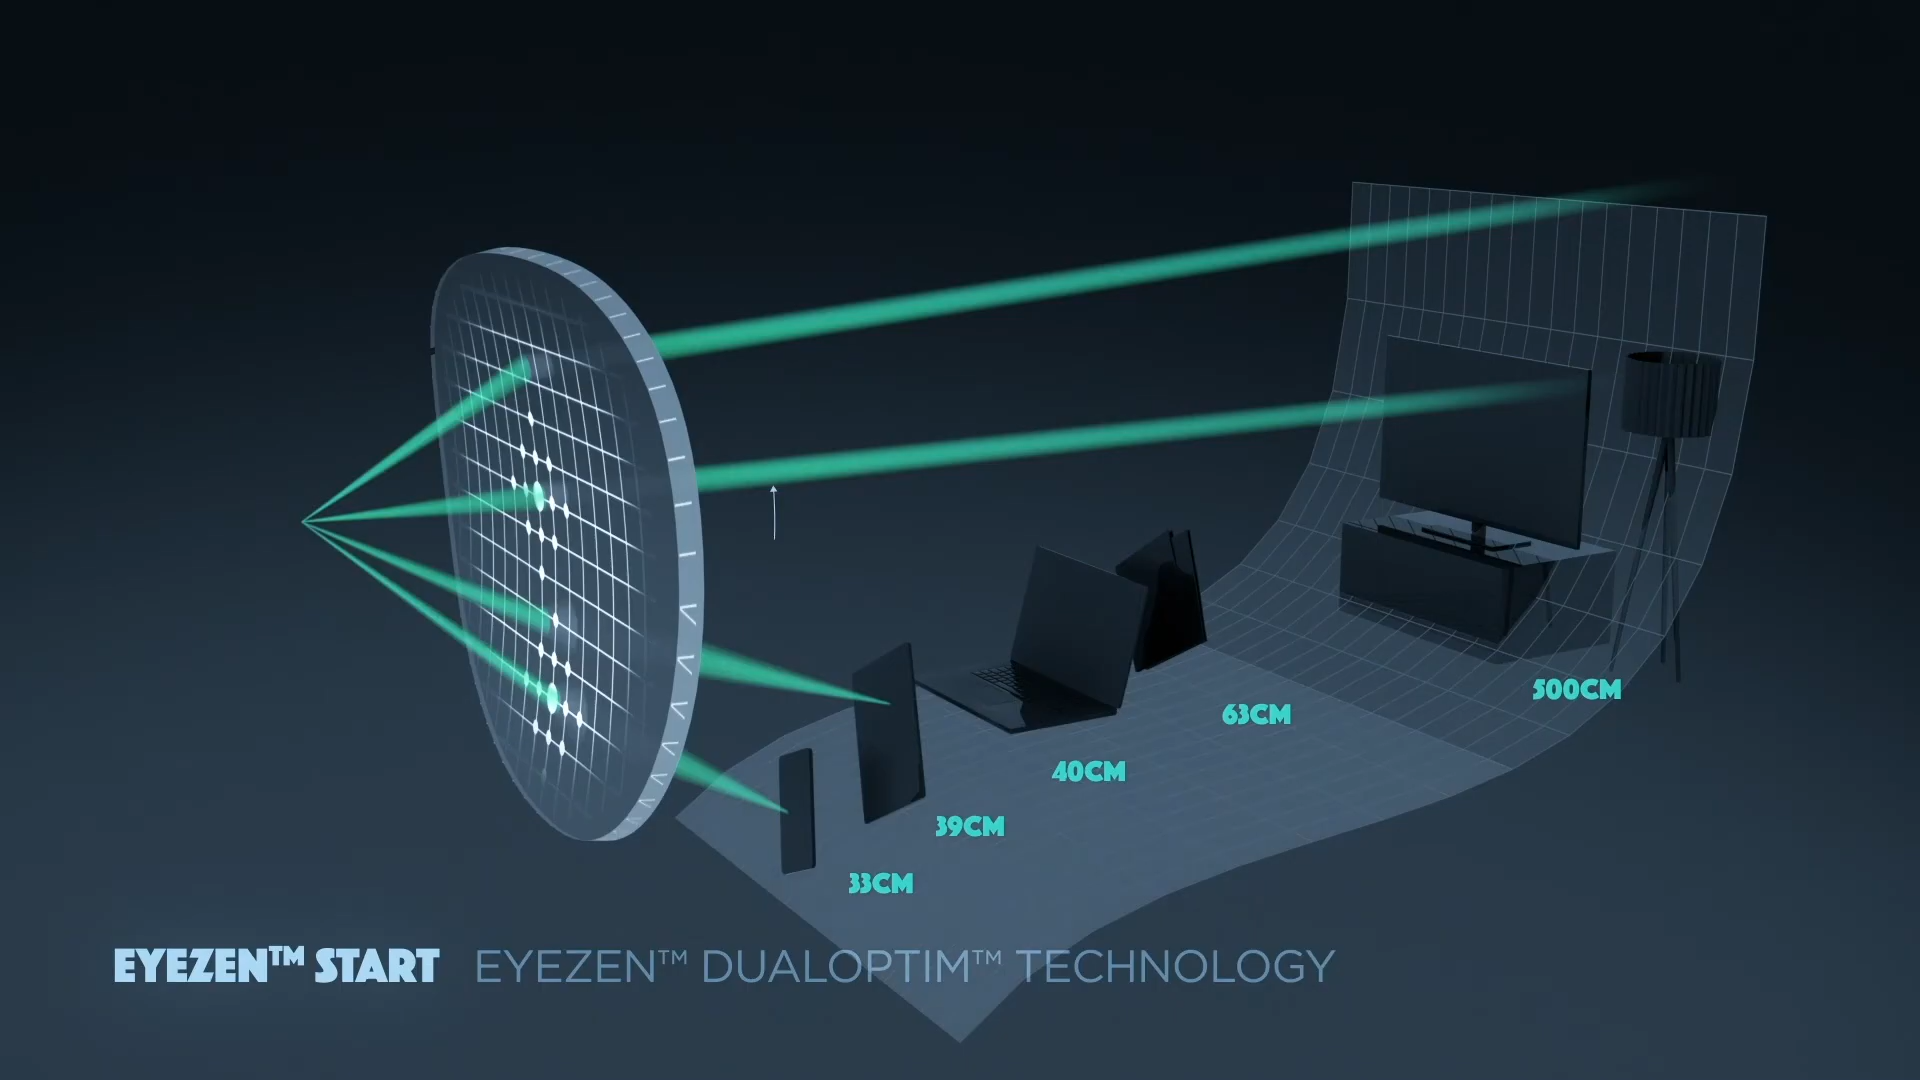 500CM
63CM
40CM
39CM
33CM
EYEZEN™ START EYEZEN™ DUALOPTIM™ TECHNOLOGY